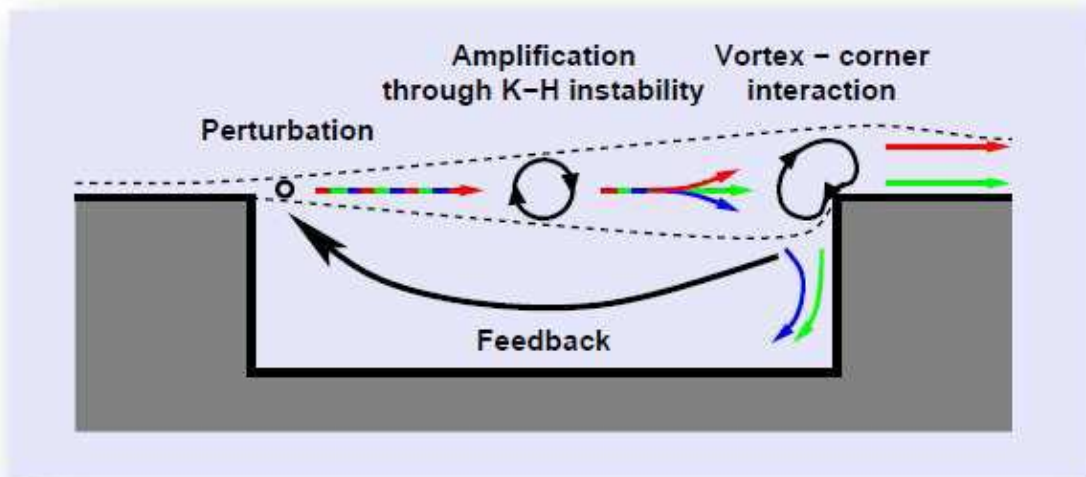 Perturbation
Amplification
through K−H instability
Vortex − corner
interaction
Feedback